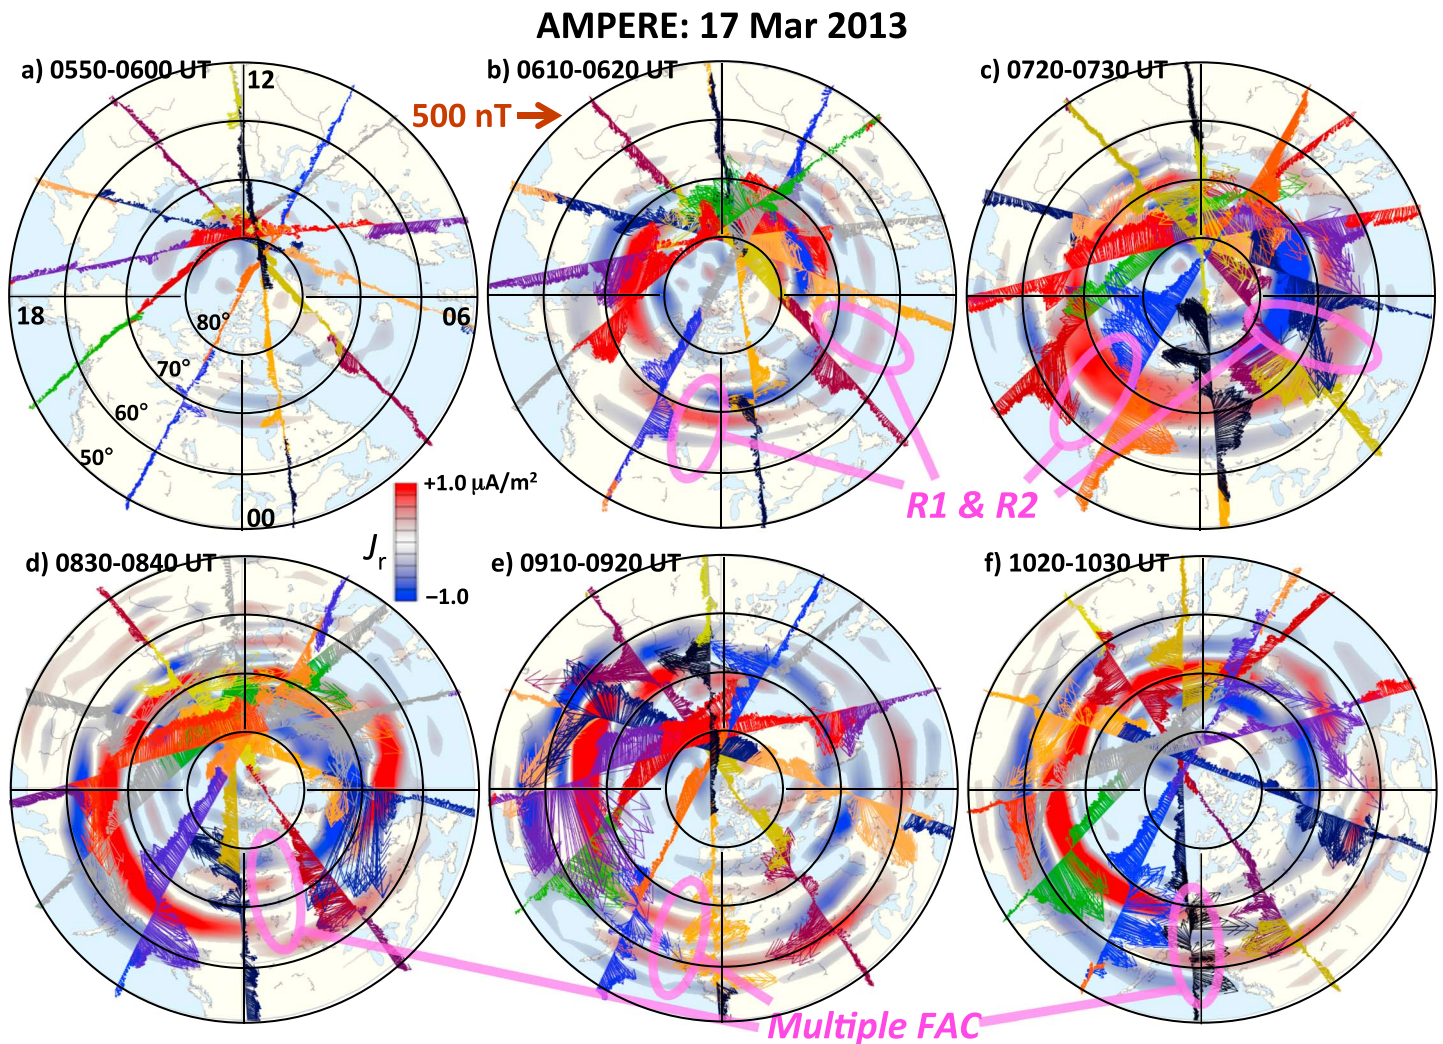 AMPERE: 17 Mar 2013
a) 0550-0600 UT
b) 0610-0620 UT
c) 0720-0730 UT
12
500 nT
18
06
80°
70°
60°
50°
00
+1.0 μA/m²
Jr
−1.0
R1 & R2
d) 0830-0840 UT
e) 0910-0920 UT
f) 1020-1030 UT
Multiple FAC